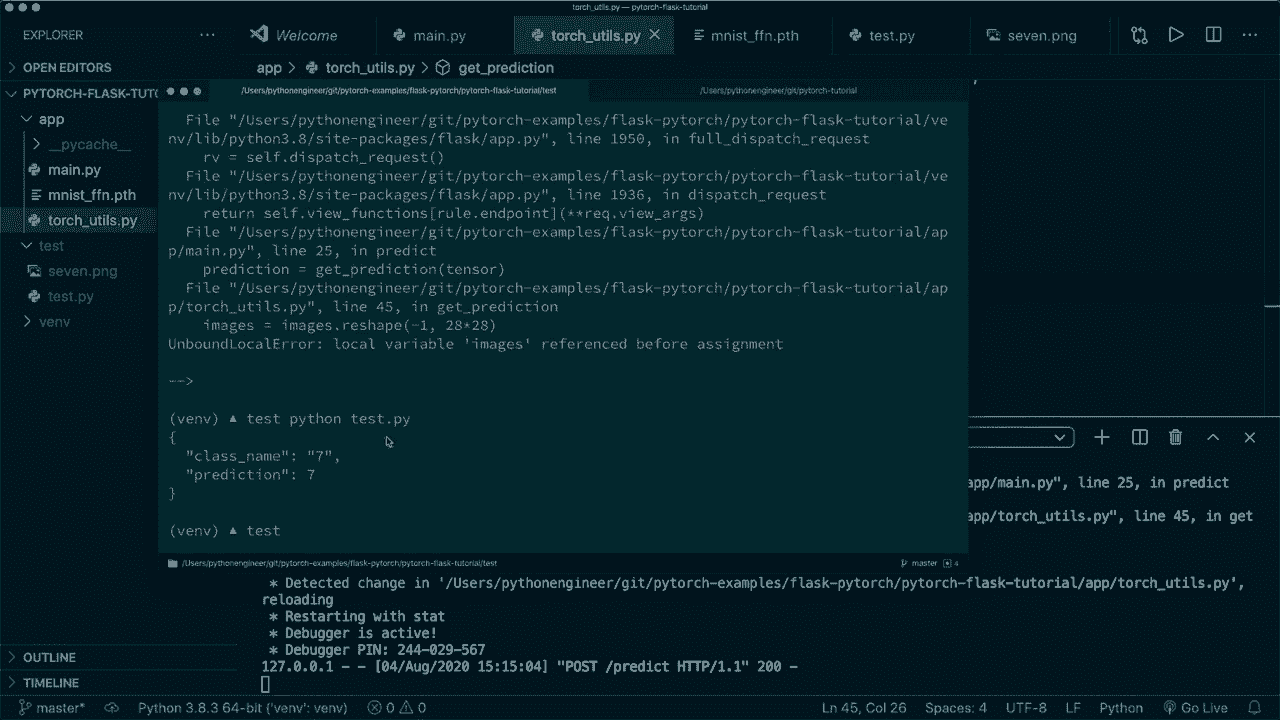 torch_utils.py — pytorch-flask-tutorial
EXPLORER
Welcome
main.py
torch_utils.py
mnist_ffn.pth
test.py
seven.png
OPEN EDITORS
app > torch_utils.py > get_prediction
PYTORCH-FLASK-TUTO
app
__pycache__
main.py
mnist_ffn.pth
torch_utils.py
test
seven.png
test.py
venv
/Users/pythonengineer/git/pytorch-examples/flask-pytorch/pytorch-flask-tutorial/test
/Users/pythonengineer/git/pytorch-tutorial
File "/Users/pythonengineer/git/pytorch-examples/flask-pytorch/pytorch-flask-tutorial/ve
nv/lib/python3.8/site-packages/flask/app.py", line 1950, in full_dispatch_request
rv = self.dispatch_request()
File "/Users/pythonengineer/git/pytorch-examples/flask-pytorch/pytorch-flask-tutorial/ve
nv/lib/python3.8/site-packages/flask/app.py", line 1936, in dispatch_request
return self.view_functions[rule.endpoint](**req.view_args)
File "/Users/pythonengineer/git/pytorch-examples/flask-pytorch/pytorch-flask-tutorial/ap
p/main.py", line 25, in predict
prediction = get_prediction(tensor)
File "/Users/pythonengineer/git/pytorch-examples/flask-pytorch/pytorch-flask-tutorial/ap
p/torch_utils.py", line 45, in get_prediction
images = images.reshape(-1, 28*28)
UnboundLocalError: local variable 'images' referenced before assignment
-->
(venv) ▲ test python test.py
{
"class_name": "7",
"prediction": 7
}
(venv) ▲ test
/Users/pythonengineer/git/pytorch-examples/flask-pytorch/pytorch-flask-tutorial/test
master
4
app/main.py", line 25, in predict
app/torch_utils.py", line 45, in get
* Detected change in '/Users/pythonengineer/git/pytorch-examples/flask-pytorch/pytorch-flask-tutorial/app/torch_utils.py',
reloading
* Restarting with stat
* Debugger is active!
* Debugger PIN: 244-029-567
127.0.0.1 - - [04/Aug/2020 15:15:04] "POST /predict HTTP/1.1" 200 -
OUTLINE
TIMELINE
master*
Python 3.8.3 64-bit ('venv': venv)
0
0
Ln 45, Col 26
Spaces: 4
UTF-8
LF
Python
Go Live